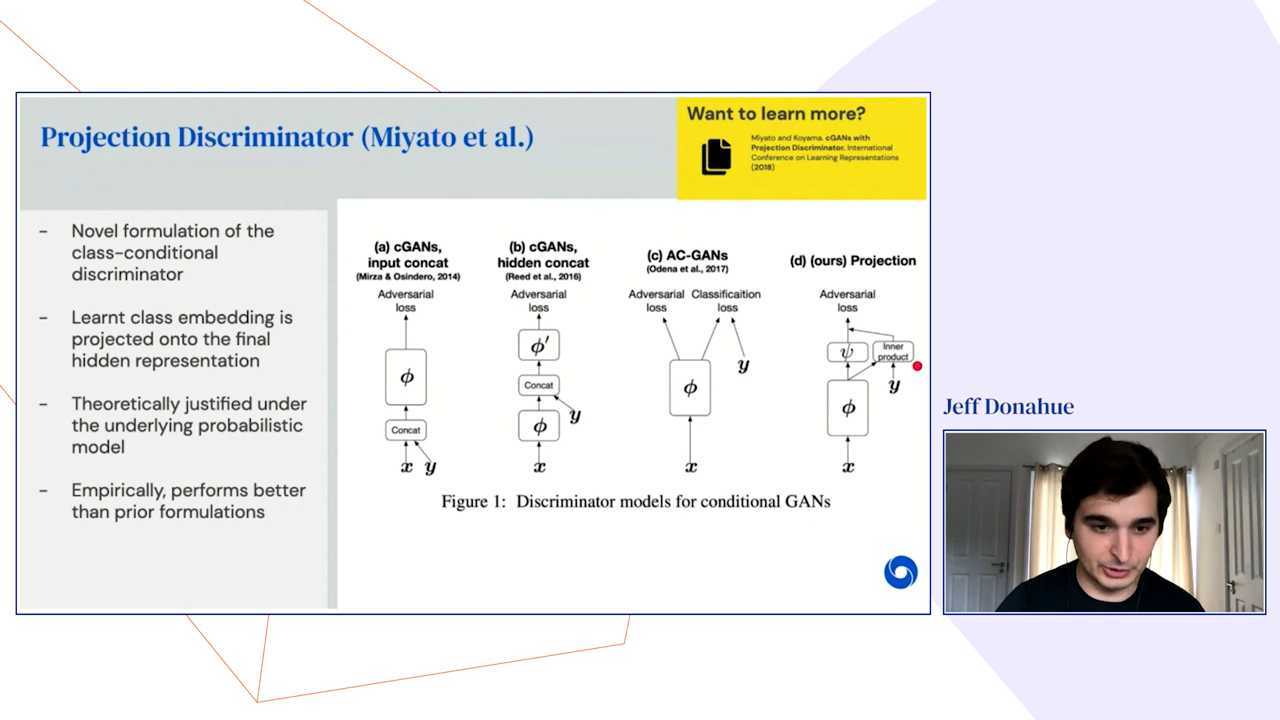 Projection Discriminator (Miyato et al.)
Want to learn more?
Miyato and Koyama. cGANs with
Projection Discriminator. International
Conference on Learning Representations
(2018)
- Novel formulation of the
class-conditional
discriminator
- Learnt class embedding is
projected onto the final
hidden representation
- Theoretically justified under
the underlying probabilistic
model
- Empirically, performs better
than prior formulations
(a) cGANs,
input concat
(Mirza & Osindero, 2014)
Adversarial
loss
ϕ
Concat
x y
(b) cGANs,
hidden concat
(Reed et al., 2016)
Adversarial
loss
ϕ′
Concat
y
ϕ
x
(c) AC-GANs
(Odena et al., 2017)
Adversarial Classificaition
loss loss
y
ϕ
x
(d) (ours) Projection
Adversarial
loss
ψ
Inner
product
y
ϕ
x
Figure 1: Discriminator models for conditional GANs
Jeff Donahue